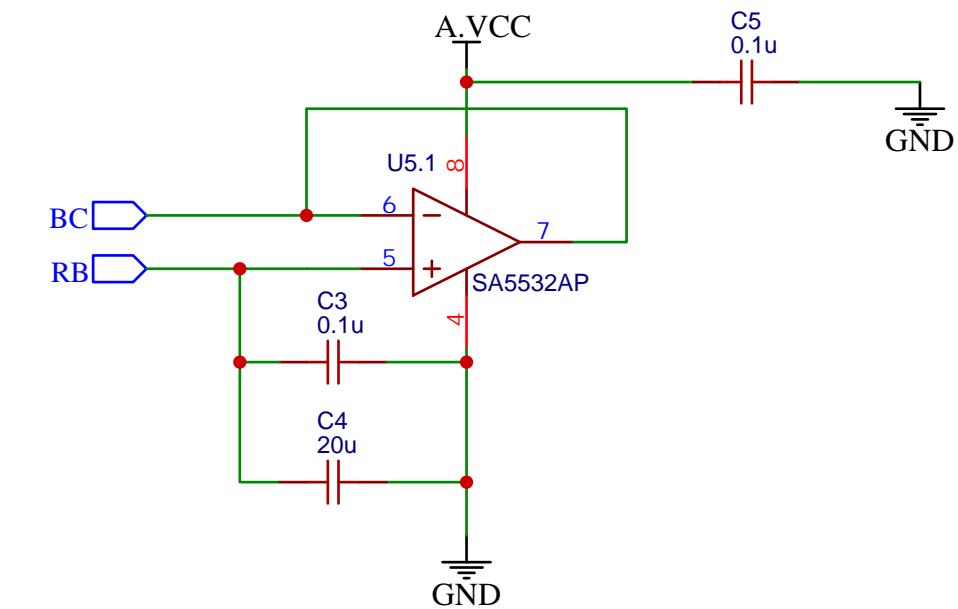 A.VCC
C5
0.1u
GND
U5.1
8
BC
6
7
RB
5
SA5532AP
4
C3
0.1u
C4
20u
GND